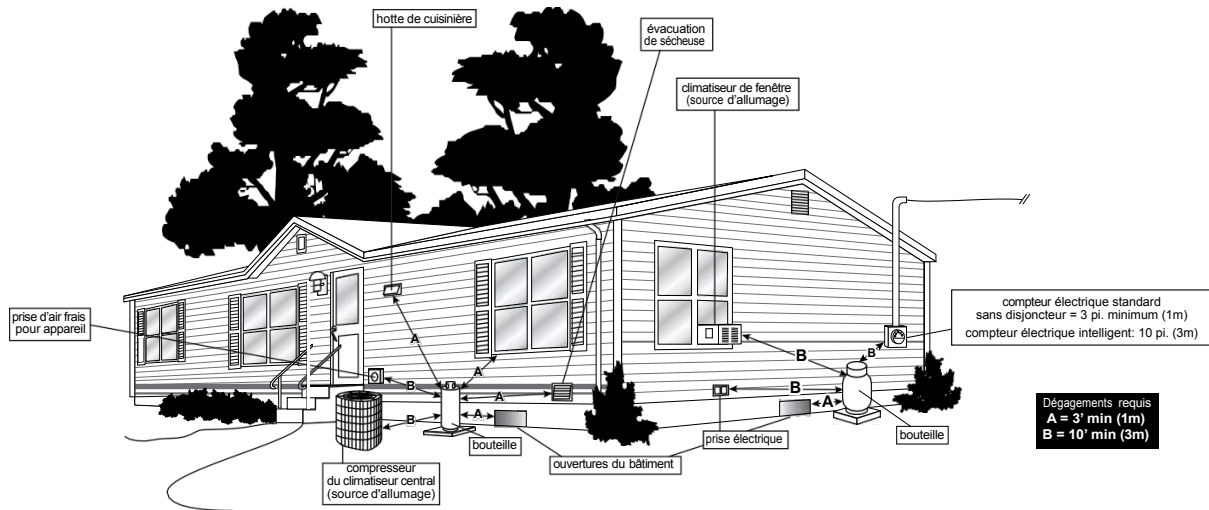 hotte de cuisinière
évacuation
de sécheuse
climatiseur de fenêtre
(source d'allumage)
prise d'air frais
pour appareil
compteur électrique standard
sans disjoncteur = 3 pi. minimum (1m)
compteur électrique intelligent: 10 pi. (3m)
A
A
B
A
B
A
B
B
B
A
Dégagements requis
A = 3' min (1m)
B = 10' min (3m)
bouteille
prise électrique
bouteille
ouvertures du bâtiment
compresseur
du climatiseur central
(source d'allumage)